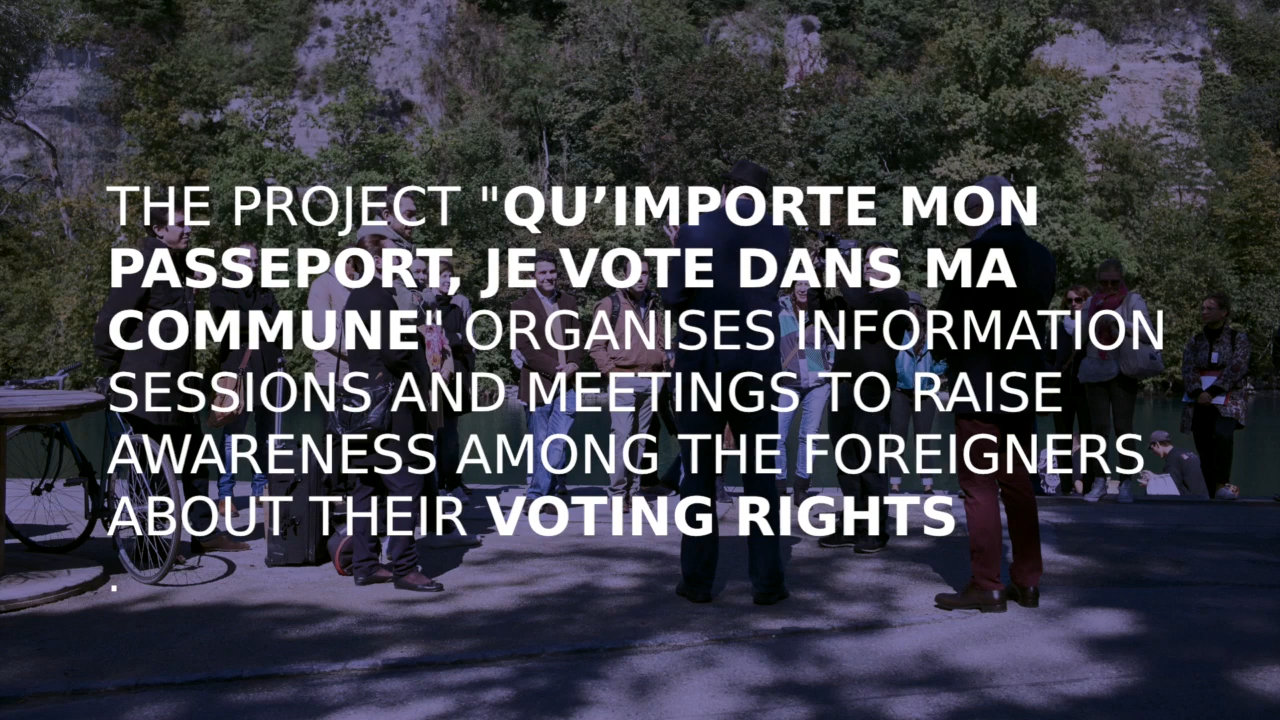 THE PROJECT "QU’IMPORTE MON
PASSEPORT, JE VOTE DANS MA
COMMUNE" ORGANISES INFORMATION
SESSIONS AND MEETINGS TO RAISE
AWARENESS AMONG THE FOREIGNERS
ABOUT THEIR VOTING RIGHTS
.